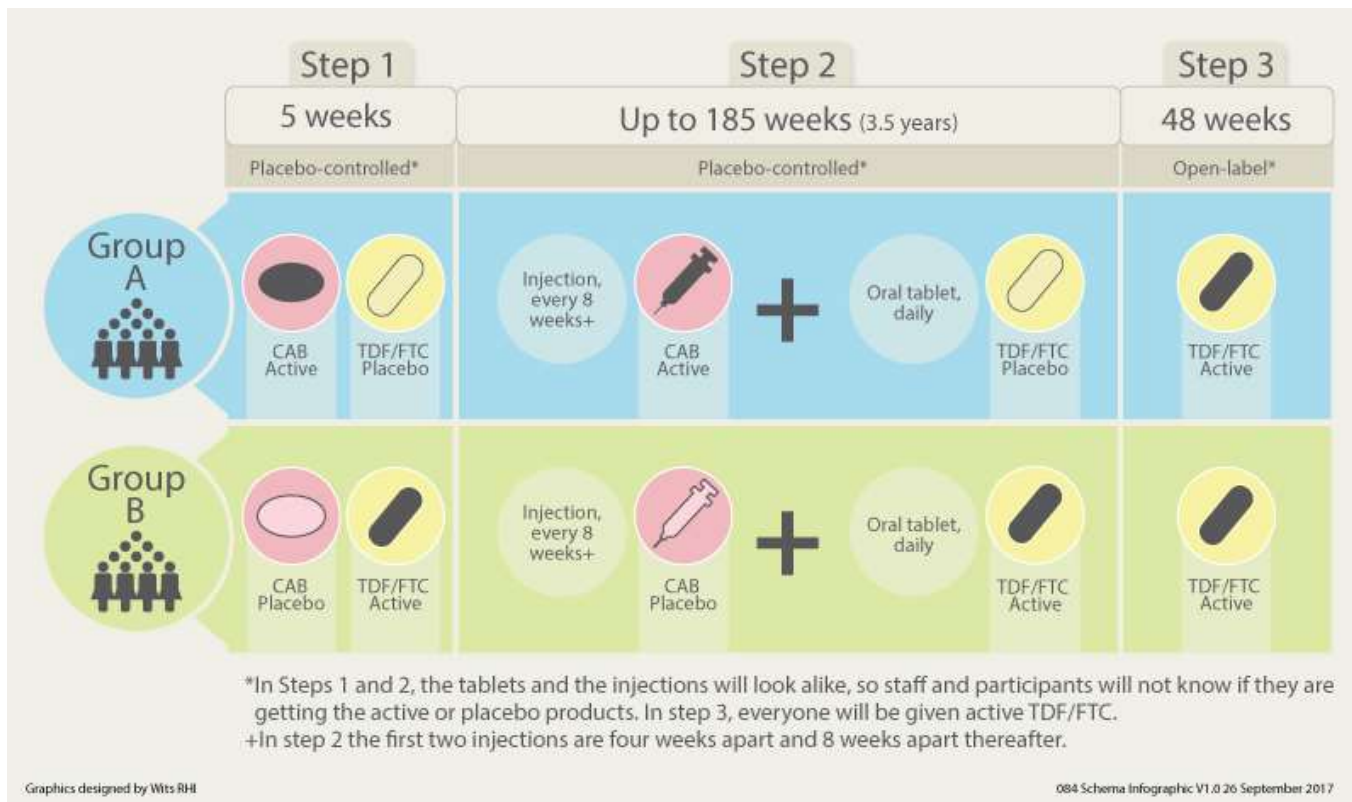 Step 1
Step 2
Step 3
5 weeks
Up to 185 weeks (3.5 years)
48 weeks
Placebo-controlled*
Placebo-controlled*
Open-label*
Group
A
CAB
Active
TDF/FTC
Placebo
Injection,
every 8
weeks+
CAB
Active
+
Oral tablet,
daily
TDF/FTC
Placebo
TDF/FTC
Active
Group
B
CAB
Placebo
TDF/FTC
Active
Injection,
every 8
weeks+
CAB
Placebo
+
Oral tablet,
daily
TDF/FTC
Active
TDF/FTC
Active
*In Steps 1 and 2, the tablets and the injections will look alike, so staff and participants will not know if they are
getting the active or placebo products. In step 3, everyone will be given active TDF/FTC.
+In step 2 the first two injections are four weeks apart and 8 weeks apart thereafter.
Graphics designed by Wits RHI
084 Schema Infographic V1.0 26 September 2017